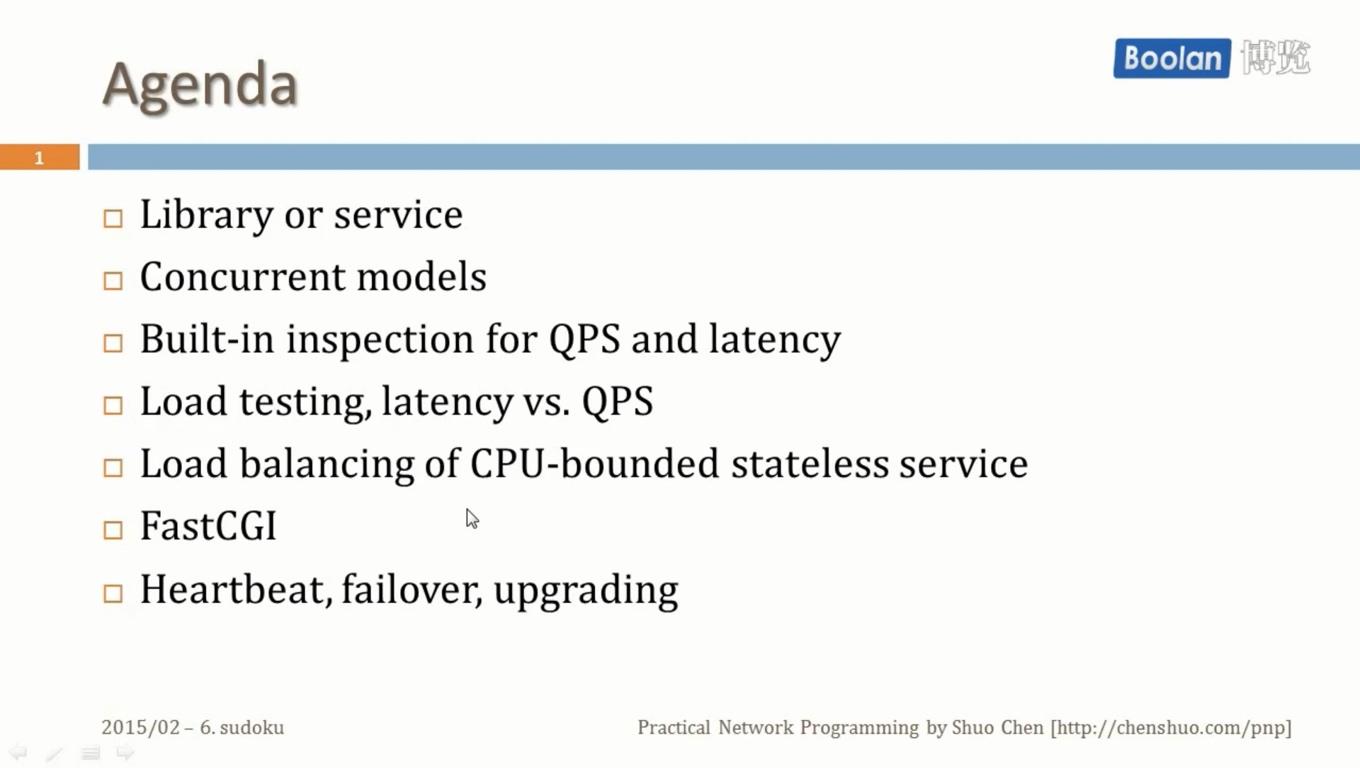 Agenda
Boolan 博览
1
Library or service
Concurrent models
Built-in inspection for QPS and latency
Load testing, latency vs. QPS
Load balancing of CPU-bounded stateless service
FastCGI
Heartbeat, failover, upgrading
2015/02 – 6. sudoku
Practical Network Programming by Shuo Chen [http://chenshuo.com/pnp]